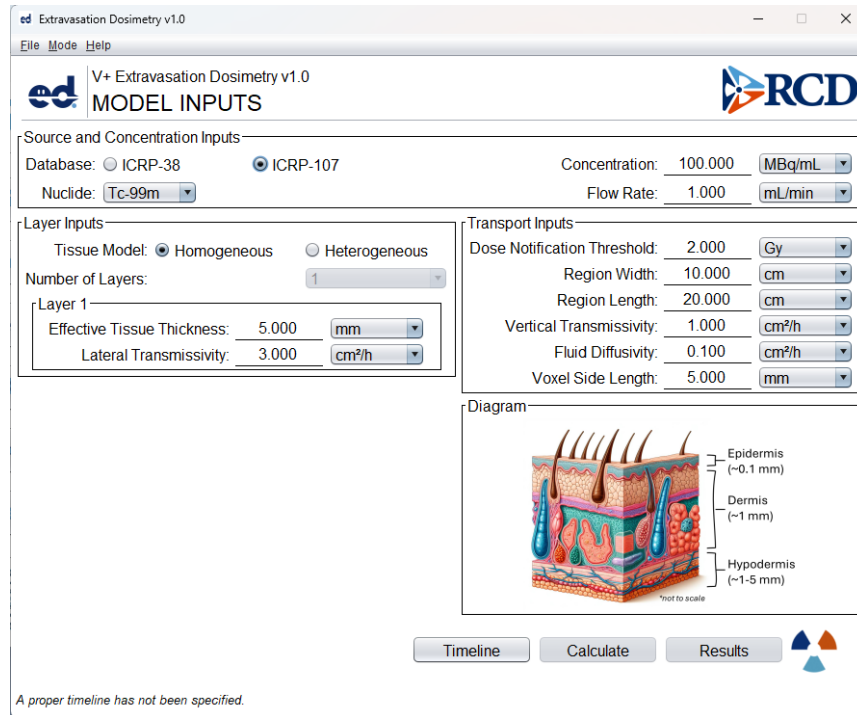 ed Extravasation Dosimetry v1.0
File Mode Help
ed V+ Extravasation Dosimetry v1.0
MODEL INPUTS
RCD
Source and Concentration Inputs
Database: ICRP-38 ICRP-107 Concentration: 100.000 MBq/mL
Nuclide: Tc-99m Flow Rate: 1.000 mL/min
Layer Inputs
Tissue Model: Homogeneous Heterogeneous
Number of Layers: 1
Layer 1
Effective Tissue Thickness: 5.000 mm
Lateral Transmissivity: 3.000 cm²/h
Transport Inputs
Dose Notification Threshold: 2.000 Gy
Region Width: 10.000 cm
Region Length: 20.000 cm
Vertical Transmissivity: 1.000 cm²/h
Fluid Diffusivity: 0.100 cm²/h
Voxel Side Length: 5.000 mm
Diagram
Epidermis
(~0.1 mm)
Dermis
(~1 mm)
Hypodermis
(~1-5 mm)
*not to scale
Timeline Calculate Results
A proper timeline has not been specified.